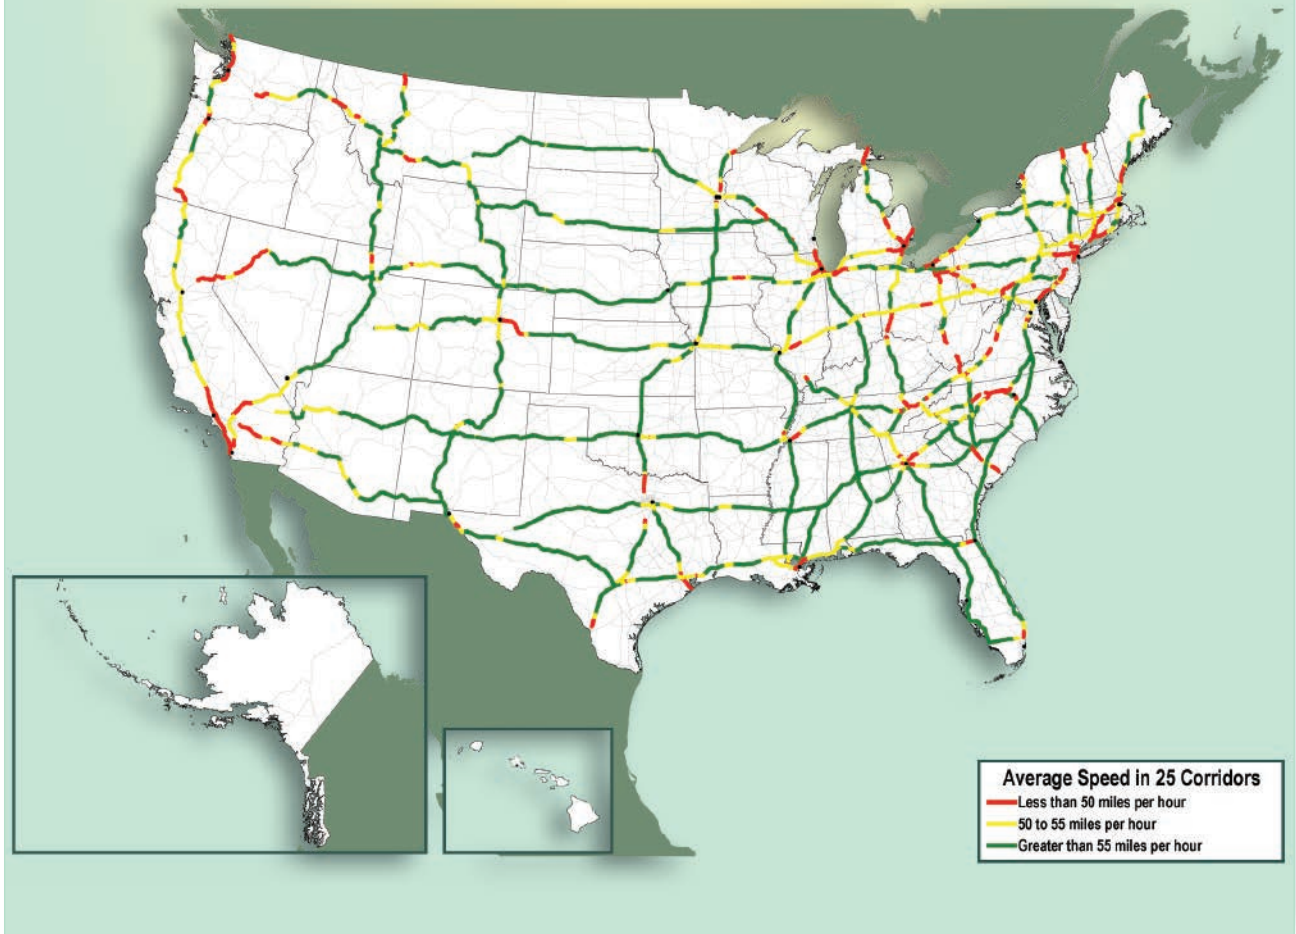 Average Speed in 25 Corridors
Less than 50 miles per hour
50 to 55 miles per hour
Greater than 55 miles per hour